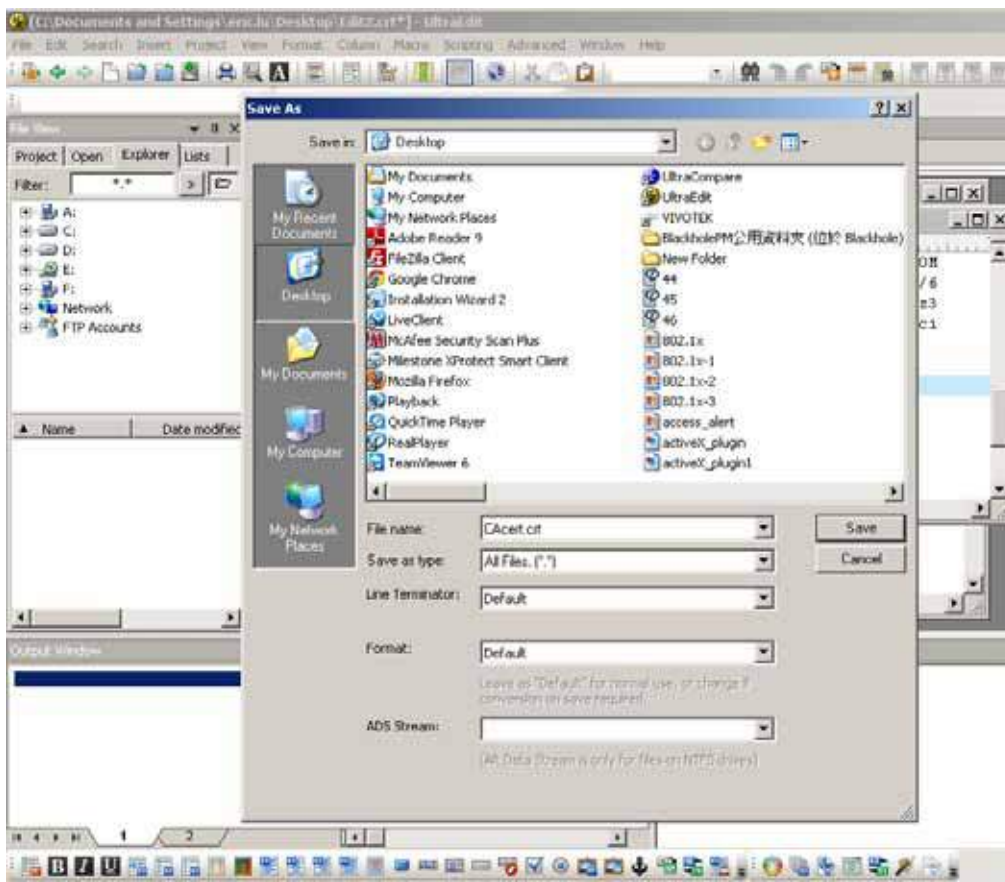 [C:\Documents and Settings\eric.lu\Desktop\Edit2.crt*] - UltraEdit
File Edit Search Insert Project View Format Column Macro Scripting Advanced Window Help
Save As
File View
Save in:
Desktop
Project
Open
Explorer
Lists
Filter:
*.*
A:
C:
D:
E:
F:
Network
FTP Accounts
Name
Date modified
My Recent
Documents
Desktop
My Documents
My Computer
My Network
Places
My Documents
My Computer
My Network Places
Adobe Reader 9
FileZilla Client
Google Chrome
Installation Wizard 2
LiveClient
McAfee Security Scan Plus
Milestone XProtect Smart Client
Mozilla Firefox
Playback
QuickTime Player
RealPlayer
TeamViewer 6
UltraCompare
UltraEdit
VIVOTEK
BlackholePM公用資料夾 (位於 Blackhole)
New Folder
44
45
46
802.1x
802.1x-1
802.1x-2
802.1x-3
access_alert
activeX_plugin
activeX_plugin1
File name:
CAcert.crt
Save
Save as type:
All Files, (*.*)
Cancel
Line Terminator:
Default
Format:
Default
Leave as "Default" for normal use, or change if
conversion on save required.
ADS Stream:
(Alt Data Stream is only for files on NTFS drives)
Output Window
1
2
B I U